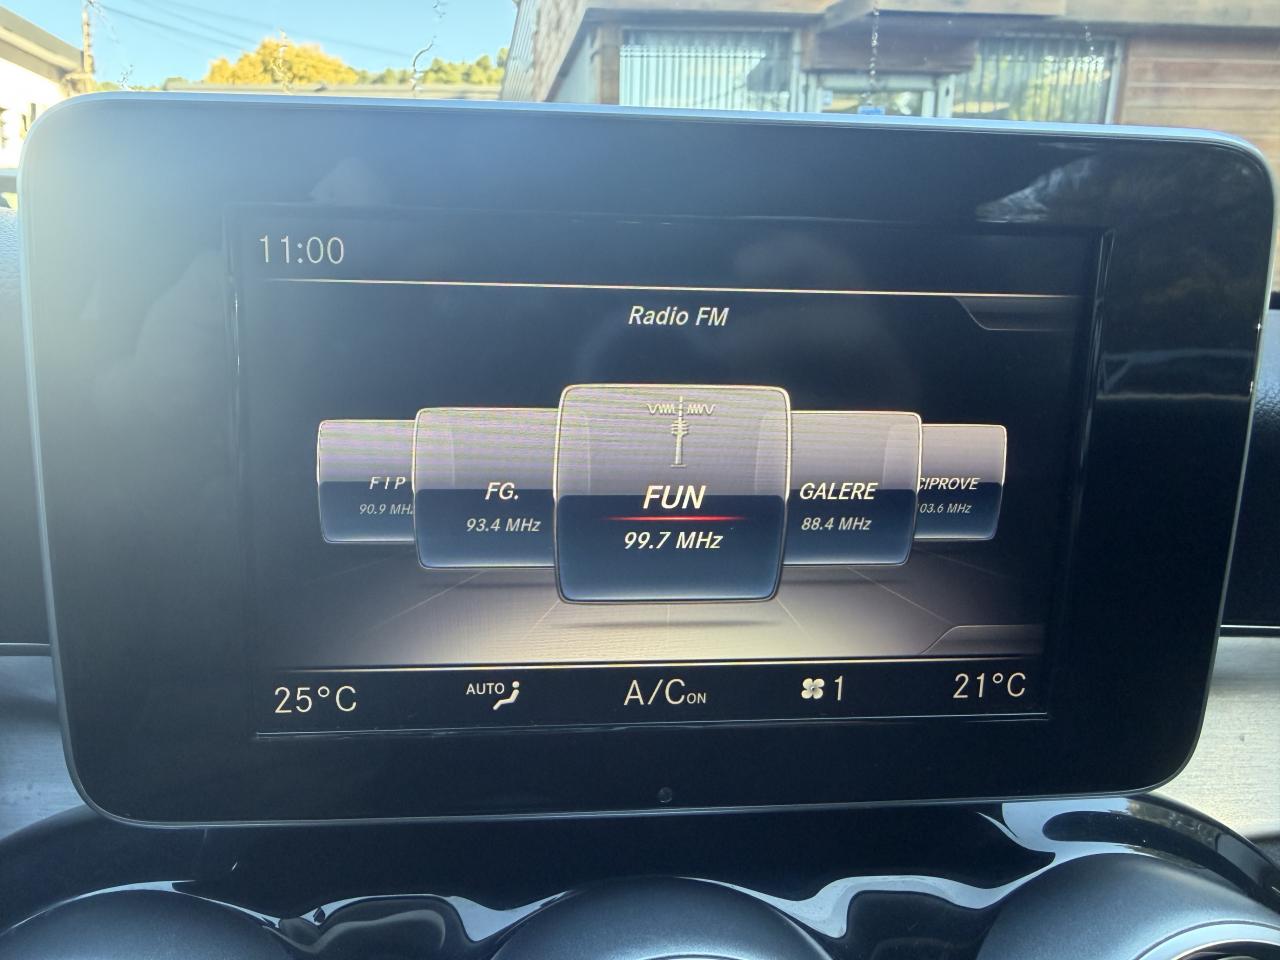 11:00
Radio FM
FIP
90.9 MHz
FG.
93.4 MHz
FUN
99.7 MHz
GALERE
88.4 MHz
CIPROVE
03.6 MHz
25°C
AUTO
A/C ON
1
21°C